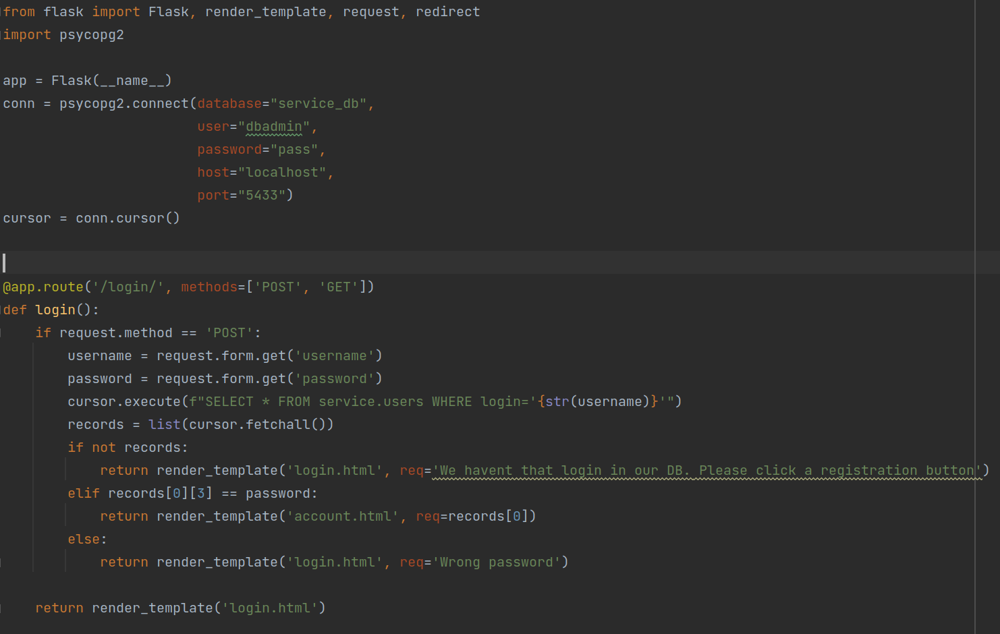 from flask import Flask, render_template, request, redirect
import psycopg2
app = Flask(__name__)
conn = psycopg2.connect(database="service_db",
                        user="dbadmin",
                        password="pass",
                        host="localhost",
                        port="5433")
cursor = conn.cursor()
@app.route('/login/', methods=['POST', 'GET'])
def login():
    if request.method == 'POST':
        username = request.form.get('username')
        password = request.form.get('password')
        cursor.execute(f"SELECT * FROM service.users WHERE login='{str(username)}'")
        records = list(cursor.fetchall())
        if not records:
            return render_template('login.html', req='We havent that login in our DB. Please click a registration button')
        elif records[0][3] == password:
            return render_template('account.html', req=records[0])
        else:
            return render_template('login.html', req='Wrong password')
    return render_template('login.html')